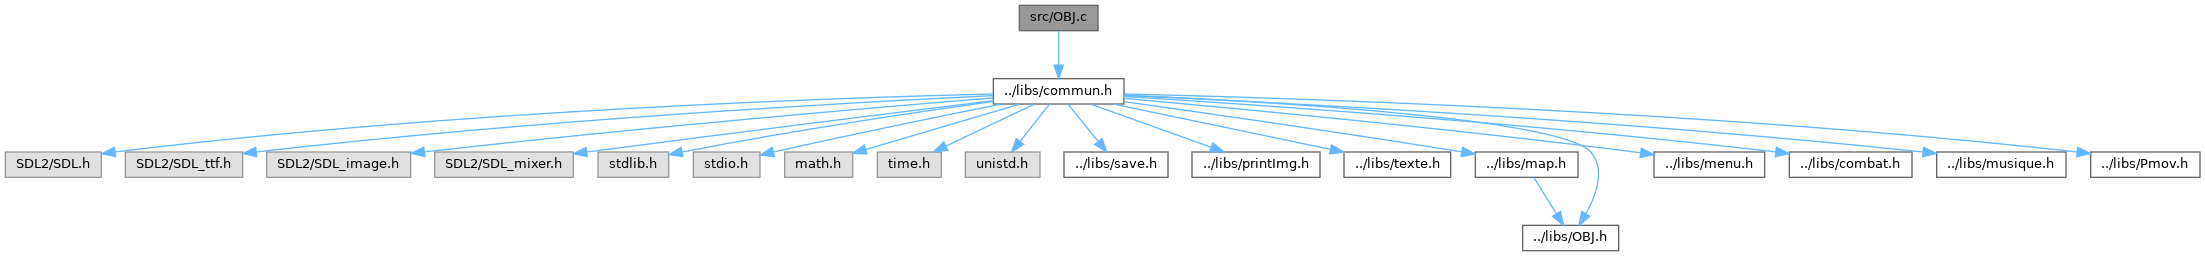 src/OBJ.c
../libs/commun.h
SDL2/SDL.h
SDL2/SDL_ttf.h
SDL2/SDL_image.h
SDL2/SDL_mixer.h
stdlib.h
stdio.h
math.h
time.h
unistd.h
../libs/save.h
../libs/printImg.h
../libs/texte.h
../libs/map.h
../libs/menu.h
../libs/combat.h
../libs/musique.h
../libs/Pmov.h
../libs/OBJ.h